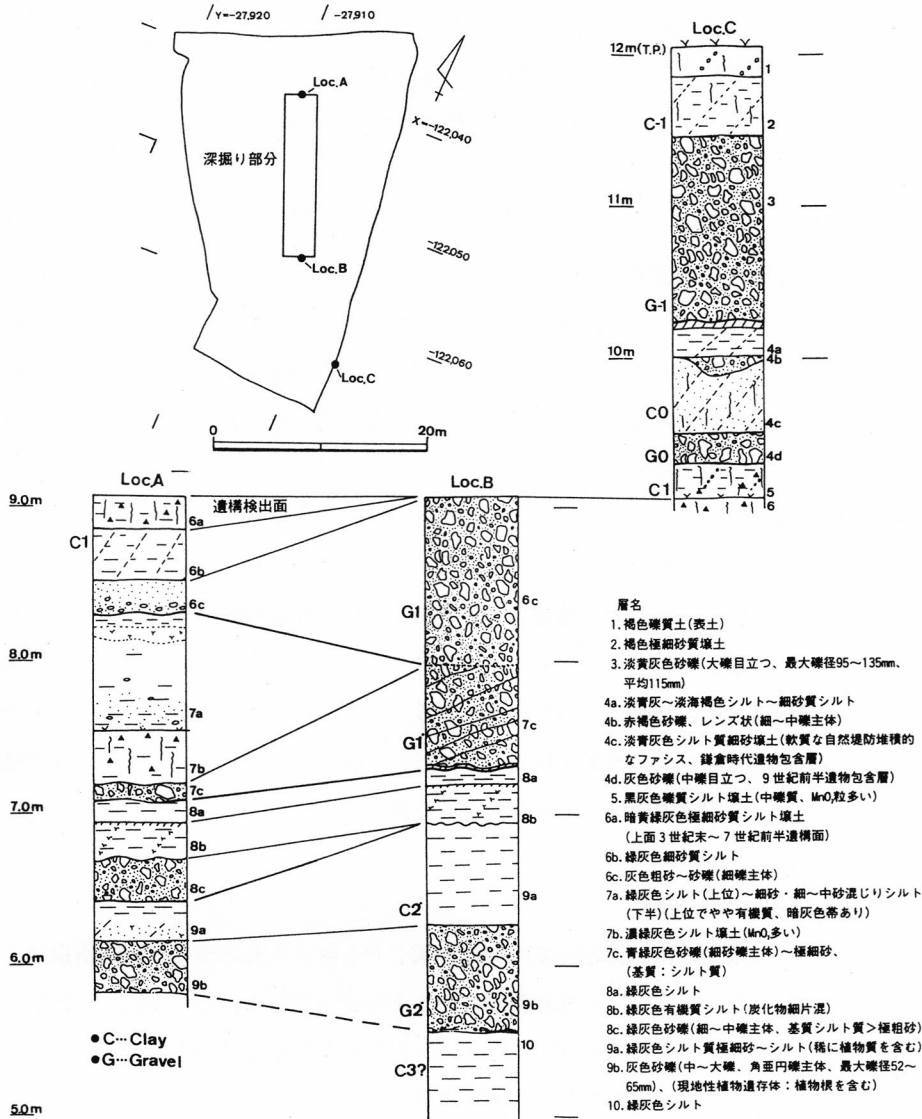 Y=-27,920
-27,910
Loc.A
X=-122,040
深掘り部分
-122,050
Loc.B
-122,060
Loc.C
0
20m
Loc.C
12m(T.P.)
1
C-1
2
11m
3
G-1
10m
4a
4b
C0
4c
G0
4d
C1
5
6
Loc.A
9.0m
遺構検出面
6a
C1
6b
6c
8.0m
7a
7b
7c
7.0m
8a
8b
8c
9a
6.0m
9b
●C…Clay
●G…Gravel
5.0m
Loc.B
G1
6c
7c
G1'
8a
8b
9a
C2
G2
9b
10
C3?
層名
1.褐色礫質土(表土)
2.褐色極細砂質壌土
3.淡黄灰色砂礫(大礫目立つ、最大礫径95〜135mm、
平均115mm)
4a.淡青灰〜淡海褐色シルト〜細砂質シルト
4b.赤褐色砂礫、レンズ状(細〜中礫主体)
4c.淡青灰色シルト質細砂壌土(軟質な自然堤防堆積的
なファシス、鎌倉時代遺物包含層)
4d.灰色砂礫(中礫目立つ、9世紀前半遺物包含層)
5.黒灰色礫質シルト壌土(中礫質、MnO₂粒多い)
6a.暗黄緑灰色極細砂質シルト壌土
(上面3世紀末〜7世紀前半遺構面)
6b.緑灰色細砂質シルト
6c.灰色粗砂〜砂礫(細礫主体)
7a.緑灰色シルト(上位)〜細砂・細〜中砂混じりシルト
(下半)(上位でやや有機質、暗灰色帯あり)
7b.濃緑灰色シルト壌土(MnO₂多い)
7c.青緑灰色砂礫(細砂礫主体)〜極細砂、
(基質:シルト質)
8a.緑灰色シルト
8b.緑灰色有機質シルト(炭化物細片混)
8c.緑灰色砂礫(細〜中礫主体、基質シルト質>極粗砂)
9a.緑灰色シルト質極細砂〜シルト(稀に植物質を含む)
9b.灰色砂礫(中〜大礫、角亜円礫主体、最大礫径52〜
65mm)、(現地性植物遺存体:植物根を含む)
10.緑灰色シルト